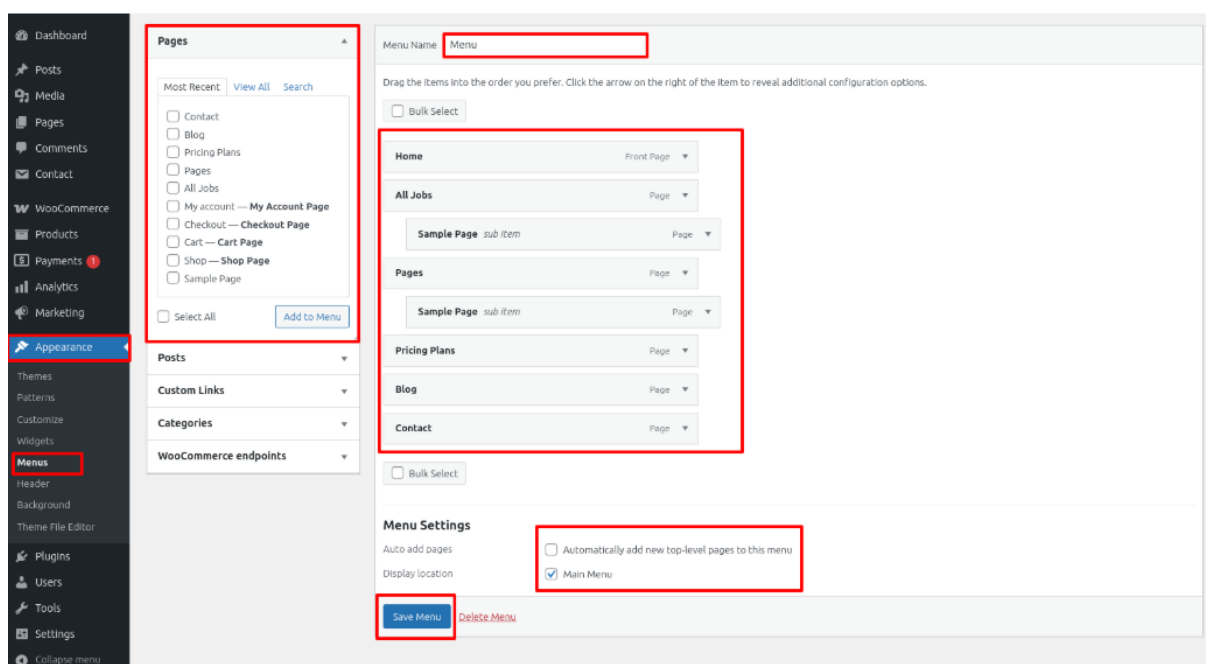 Dashboard
Posts
Media
Pages
Comments
Contact
WooCommerce
Products
Payments 1
Analytics
Marketing
Appearance
Themes
Patterns
Customize
Widgets
Menus
Header
Background
Theme File Editor
Plugins
Users
Tools
Settings
Collapse menu
Pages
Most Recent View All Search
Contact
Blog
Pricing Plans
Pages
All Jobs
My account — My Account Page
Checkout — Checkout Page
Cart — Cart Page
Shop — Shop Page
Sample Page
Select All Add to Menu
Posts
Custom Links
Categories
WooCommerce endpoints
Menu Name Menu
Drag the items into the order you prefer. Click the arrow on the right of the item to reveal additional configuration options.
Bulk Select
Home Front Page
All Jobs Page
Sample Page sub item Page
Pages Page
Sample Page sub item Page
Pricing Plans Page
Blog Page
Contact Page
Bulk Select
Menu Settings
Auto add pages Automatically add new top-level pages to this menu
Display location Main Menu
Save Menu Delete Menu